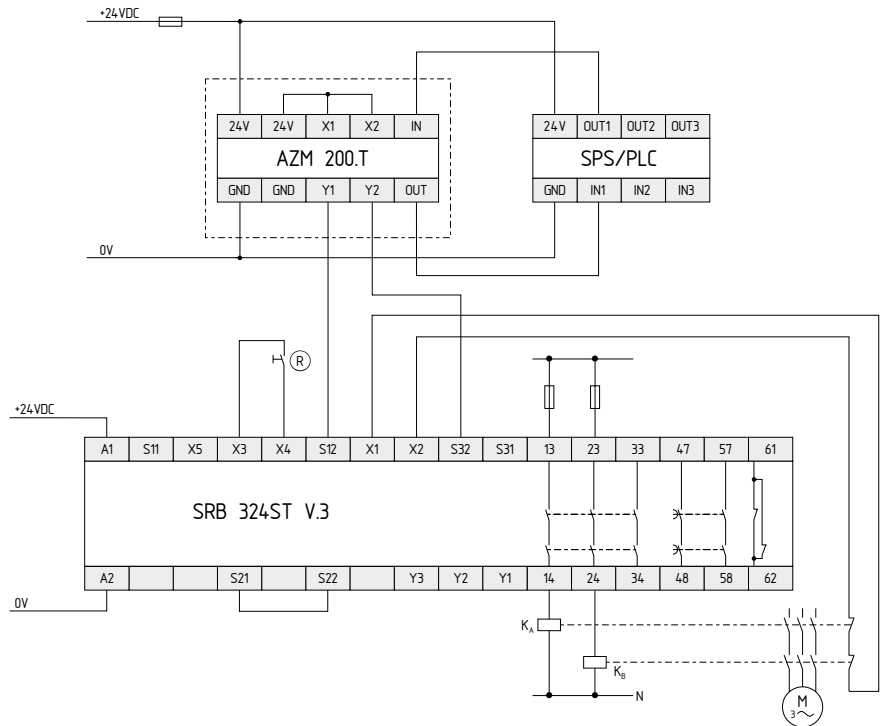 +24VDC
24V 24V X1 X2 IN
24V OUT1 OUT2 OUT3
AZM 200.T
SPS/PLC
GND GND Y1 Y2 OUT
GND IN1 IN2 IN3
0V
R
+24VDC
A1 S11 X5 X3 X4 S12 X1 X2 S32 S31 13 23 33 47 57 61
SRB 324ST V.3
A2 S21 S22 Y3 Y2 Y1 14 24 34 48 58 62
0V
KA
KB
N
M
3~